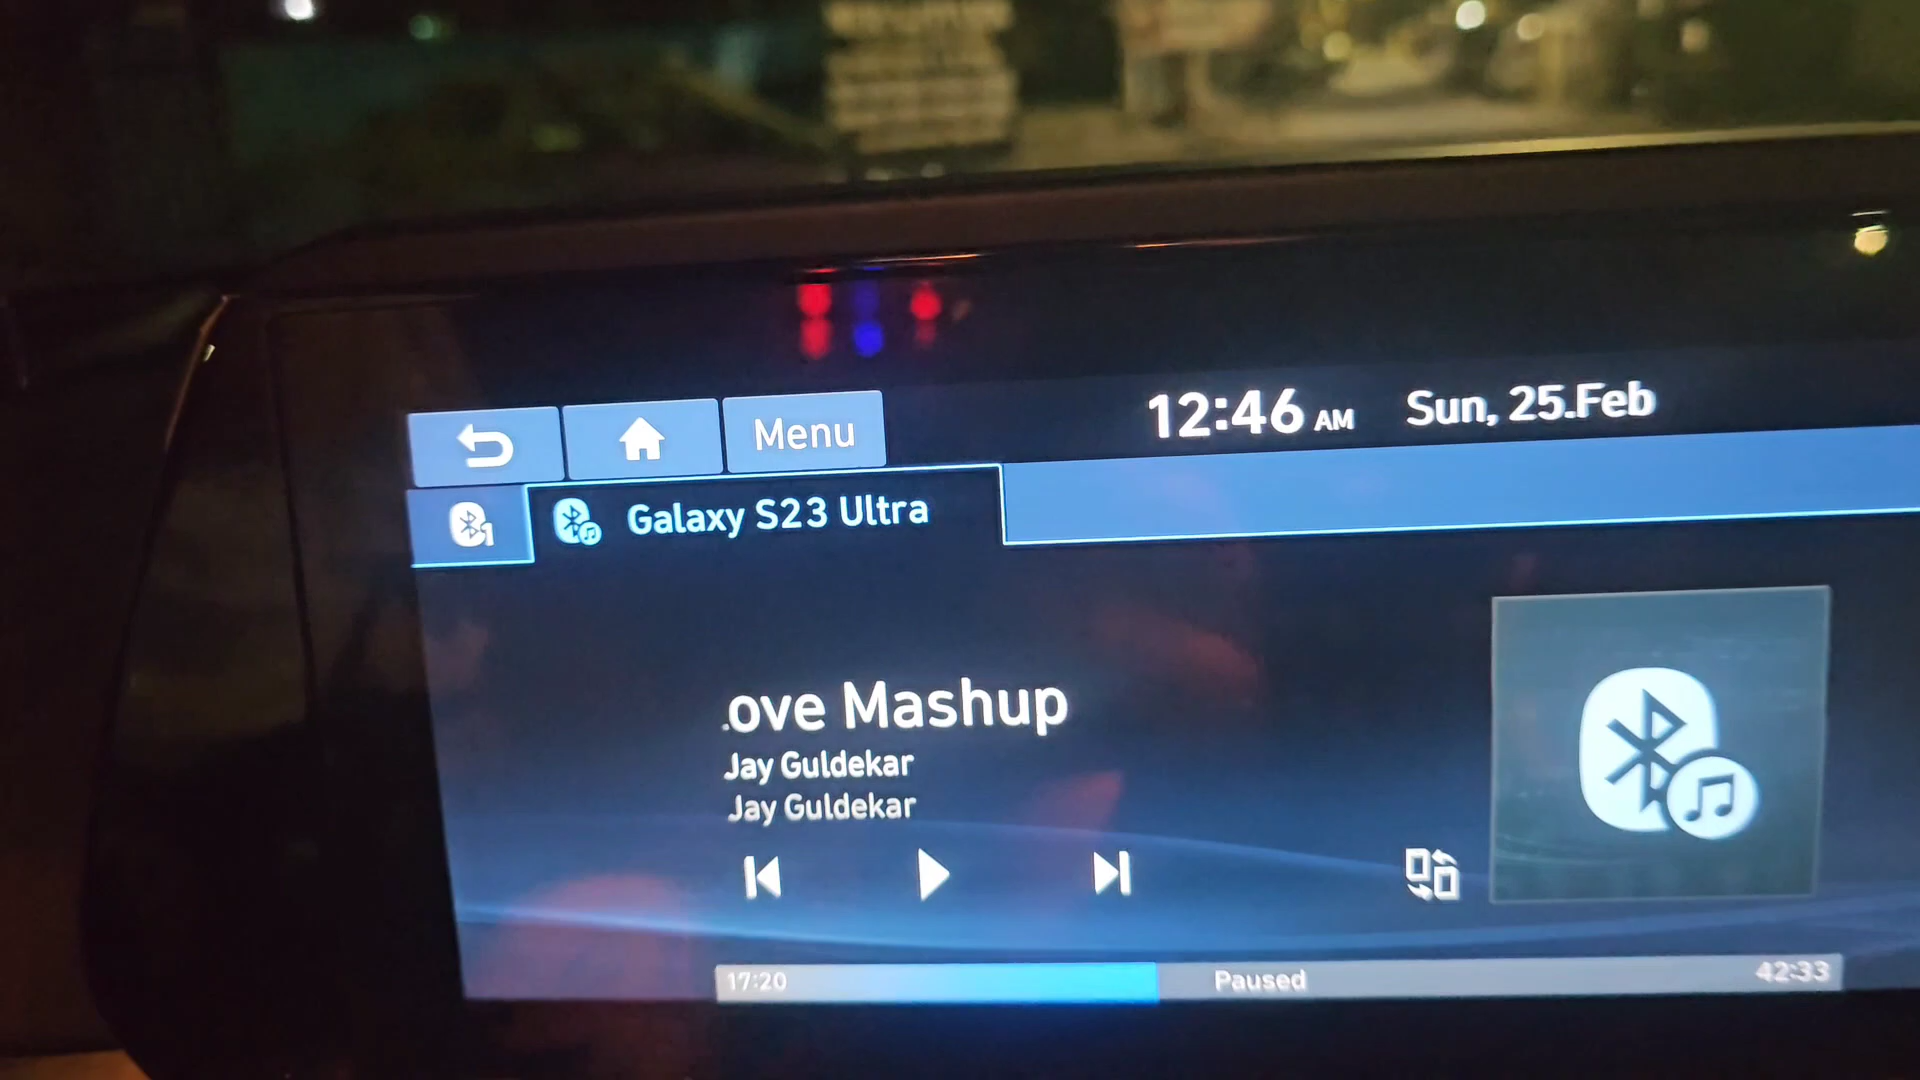 Menu
12:46 AM
Sun, 25.Feb
1
Galaxy S23 Ultra
ove Mashup
Jay Guldekar
Jay Guldekar
17:20
Paused
42:33